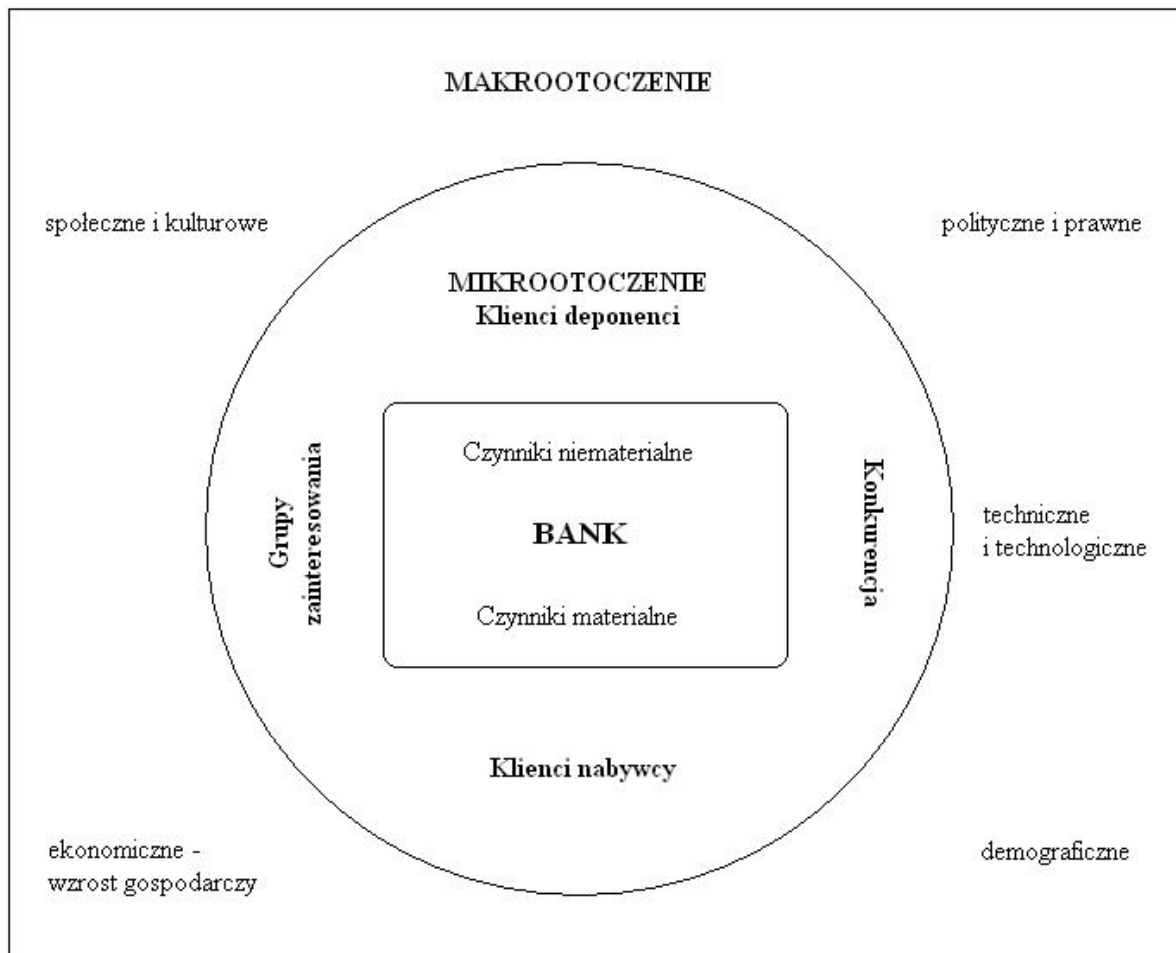 MAKROOTOCZENIE
społeczne i kulturowe
polityczne i prawne
MIKROOTOCZENIE
Klienci deponenci
Grupy
zainteresowania
Czynniki niematerialne
BANK
Czynniki materialne
Konkurencja
techniczne
i technologiczne
Klienci nabywcy
ekonomiczne -
wzrost gospodarczy
demograficzne